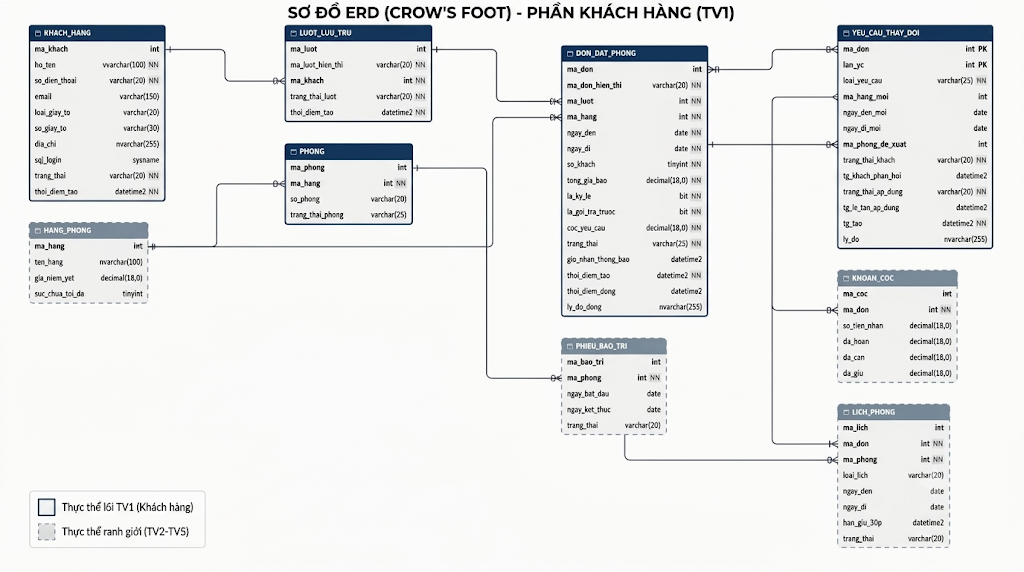 SƠ ĐỒ ERD (CROW'S FOOT) - PHẦN KHÁCH HÀNG (TV1)
KHACH_HANG
ma_khach int
ho_ten vvarchar(100) NN
so_dien_thoai varchar(20) NN
email varchar(150)
loai_giay_to varchar(20)
so_giay_to varchar(30)
dia_chi nvarchar(255)
sql_login sysname
trang_thai varchar(20) NN
thoi_diem_tao datetime2 NN
HANG_PHONG
ma_hang int
ten_hang nvarchar(100)
gia_niem_yet decimal(18,0)
suc_chua_toi_da tinyint
LUOT_LUU_TRU
ma_luot int
ma_luot_hien_thi varchar(20) NN
ma_khach int NN
trang_thai_luot varchar(20) NN
thoi_diem_tao datetime2 NN
PHONG
ma_phong int
ma_hang int NN
so_phong varchar(20)
trang_thai_phong varchar(25)
DON_DAT_PHONG
ma_don int
ma_don_hien_thi varchar(20) NN
ma_luot int NN
ma_hang int NN
ngay_den date NN
ngay_di date NN
so_khach tinyint NN
tong_gia_bao decimal(18,0) NN
la_ky_le bit NN
la_goi_tra_truoc bit NN
coc_yeu_cau decimal(18,0) NN
trang_thai varchar(25) NN
gio_nhan_thong_bao datetime2
thoi_diem_tao datetime2 NN
thoi_diem_dong datetime2
ly_do_dong nvarchar(255)
PHIEU_BAO_TRI
ma_bao_tri int
ma_phong int NN
ngay_bat_dau date
ngay_ket_thuc date
trang_thai varchar(20)
YEU_CAU_THAY_DOI
ma_don int PK
lan_yc int PK
loai_yeu_cau varchar(25) NN
ma_hang_moi int
ngay_den_moi date
ngay_di_moi date
ma_phong_de_xuat int
trang_thai_khach varchar(20) NN
tg_khach_phan_hoi datetime2
trang_thai_ap_dung varchar(20) NN
tg_le_tan_ap_dung datetime2
tg_tao datetime2 NN
ly_do nvarchar(255)
KHOAN_COC
ma_coc int
ma_don int NN
so_tien_nhan decimal(18,0)
da_hoan decimal(18,0)
da_can decimal(18,0)
da_giu decimal(18,0)
LICH_PHONG
ma_lich int
ma_don int NN
ma_phong int NN
loai_lich varchar(20)
ngay_den date
ngay_di date
han_giu_30p datetime2
trang_thai varchar(20)
Thực thể lõi TV1 (Khách hàng)
Thực thể ranh giới (TV2-TV5)